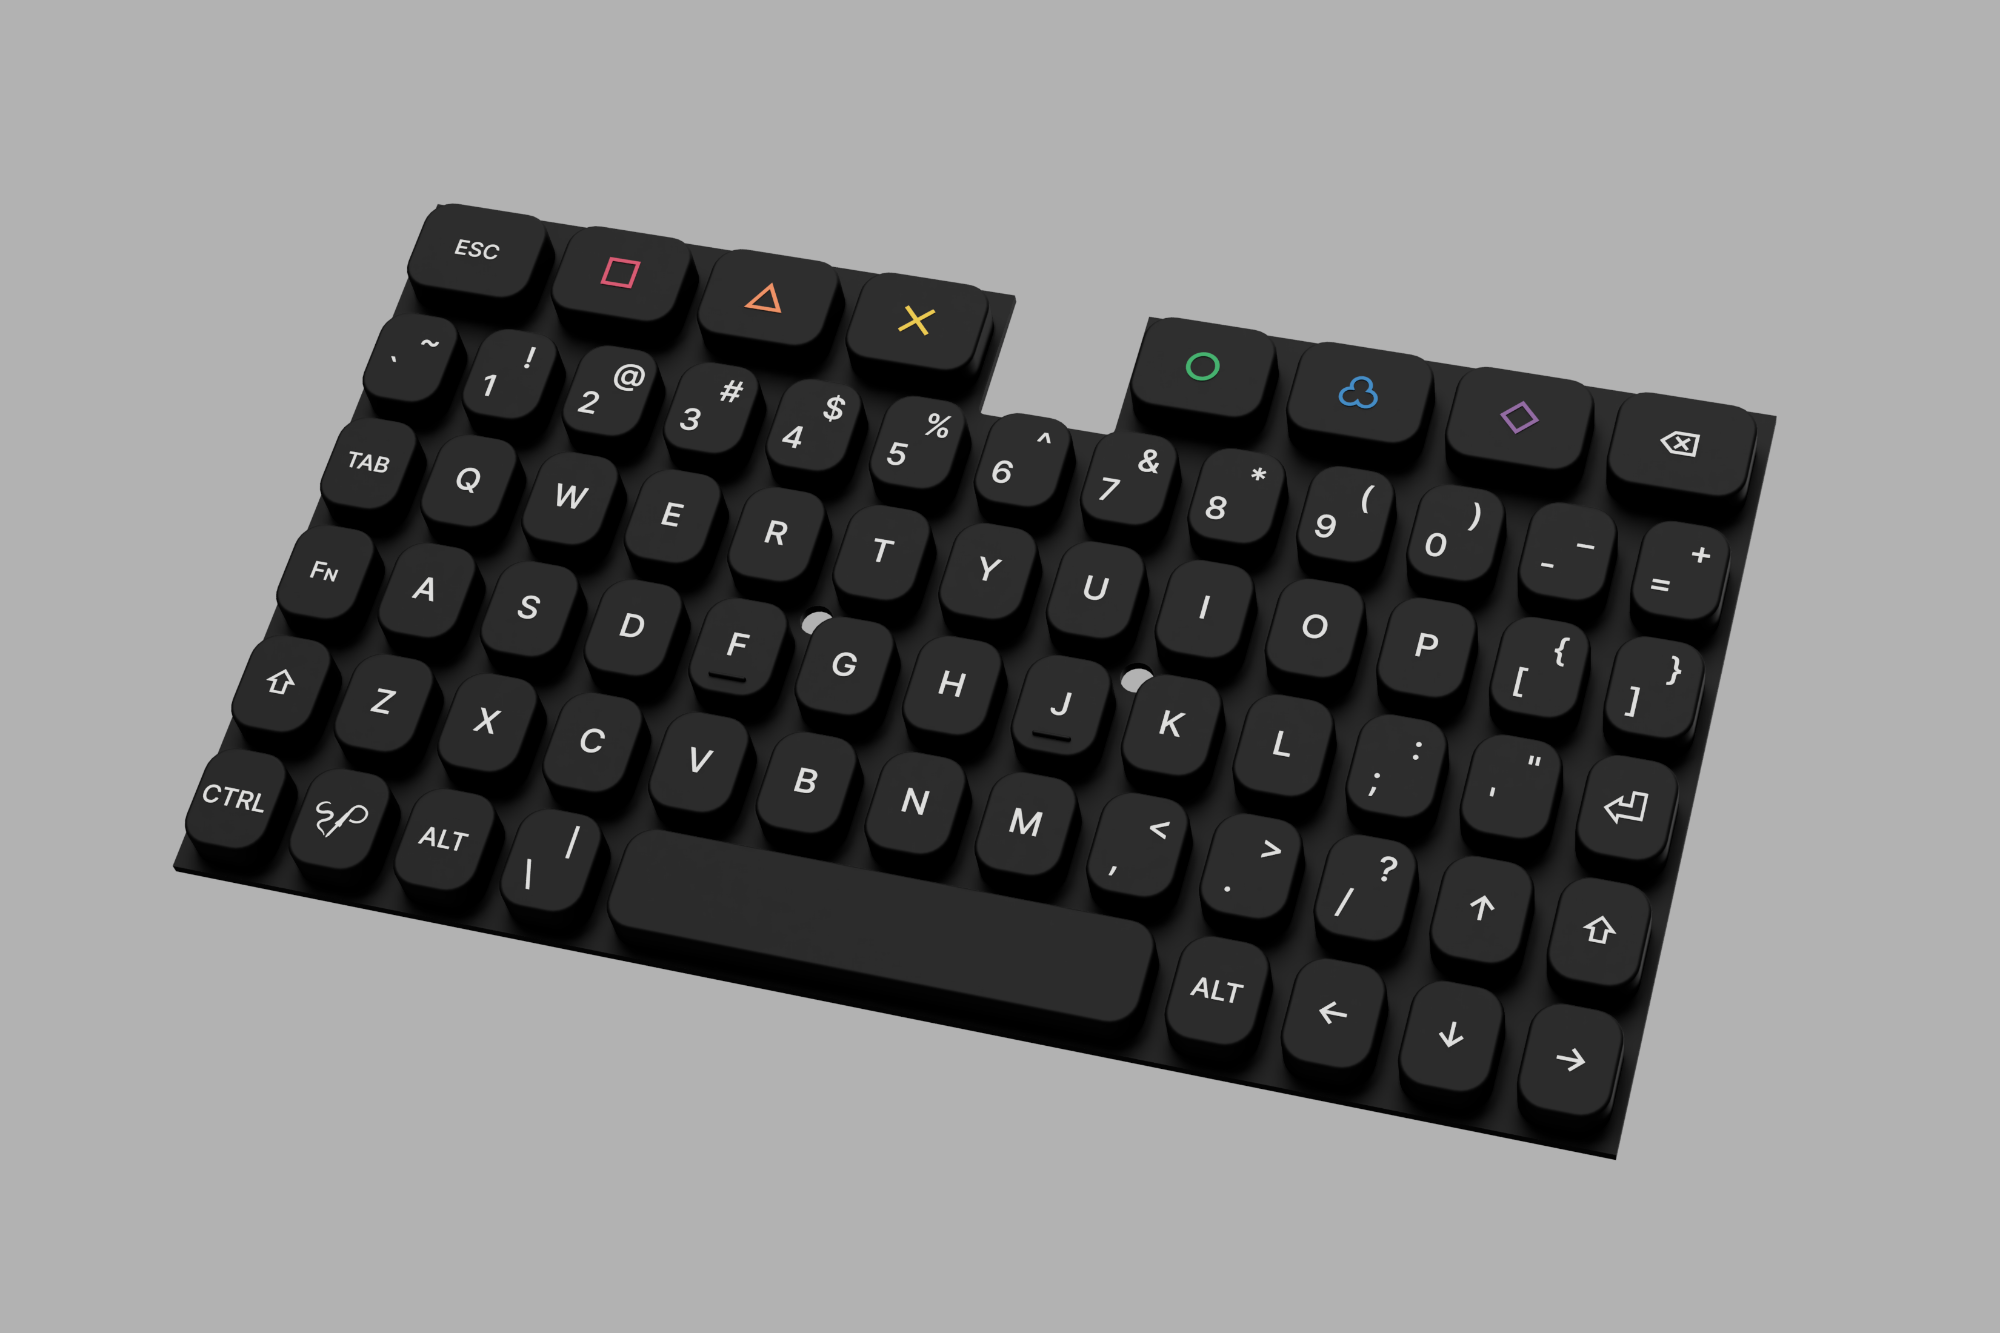 ESC
` ~ 1 ! 2 @ 3 # 4 $ 5 % 6 ^ 7 & 8 * 9 ( 0 ) - _ = +
TAB Q W E R T Y U I O P [ { ] }
FN A S D F G H J K L ; : ' "
Z X C V B N M , < . > / ?
CTRL ALT \ | ALT